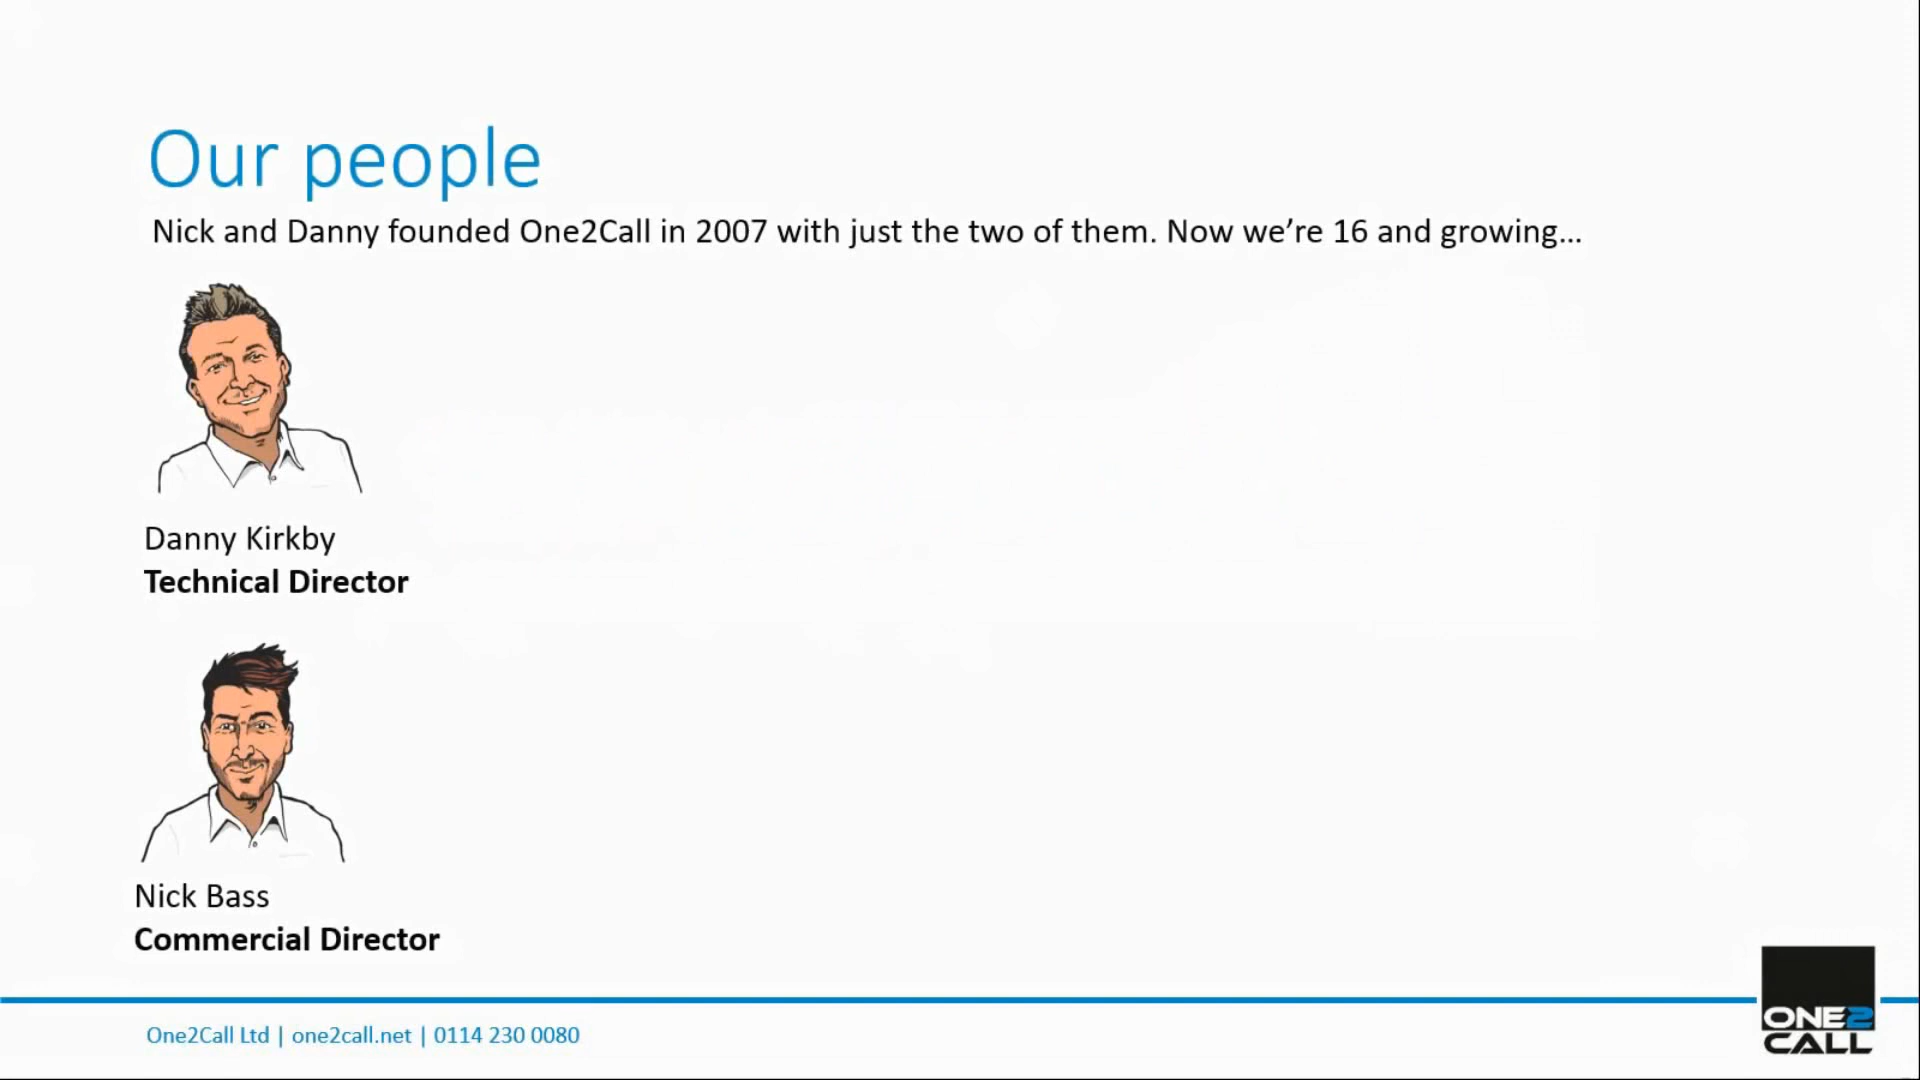 Our people
Nick and Danny founded One2Call in 2007 with just the two of them. Now we’re 16 and growing...
Danny Kirkby
Technical Director
Nick Bass
Commercial Director
One2Call Ltd | one2call.net | 0114 230 0080
ONE2
CALL